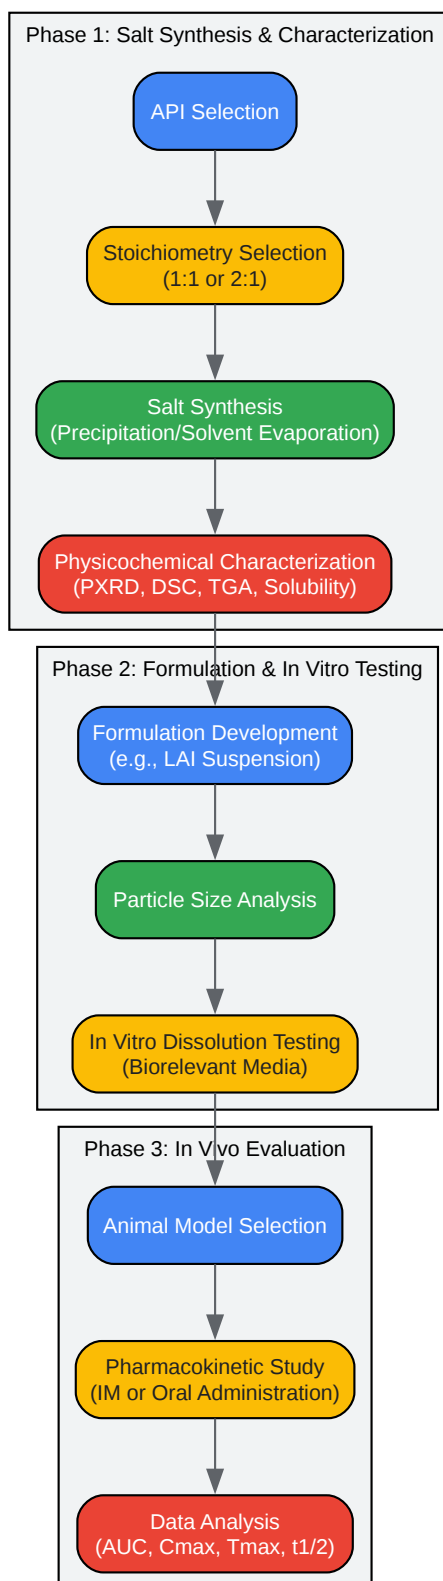 Phase 1: Salt Synthesis & Characterization
API Selection
Stoichiometry Selection
(1:1 or 2:1)
Salt Synthesis
(Precipitation/Solvent Evaporation)
Physicochemical Characterization
(PXRD, DSC, TGA, Solubility)
Phase 2: Formulation & In Vitro Testing
Formulation Development
(e.g., LAI Suspension)
Particle Size Analysis
In Vitro Dissolution Testing
(Biorelevant Media)
Phase 3: In Vivo Evaluation
Animal Model Selection
Pharmacokinetic Study
(IM or Oral Administration)
Data Analysis
(AUC, Cmax, Tmax, t1/2)